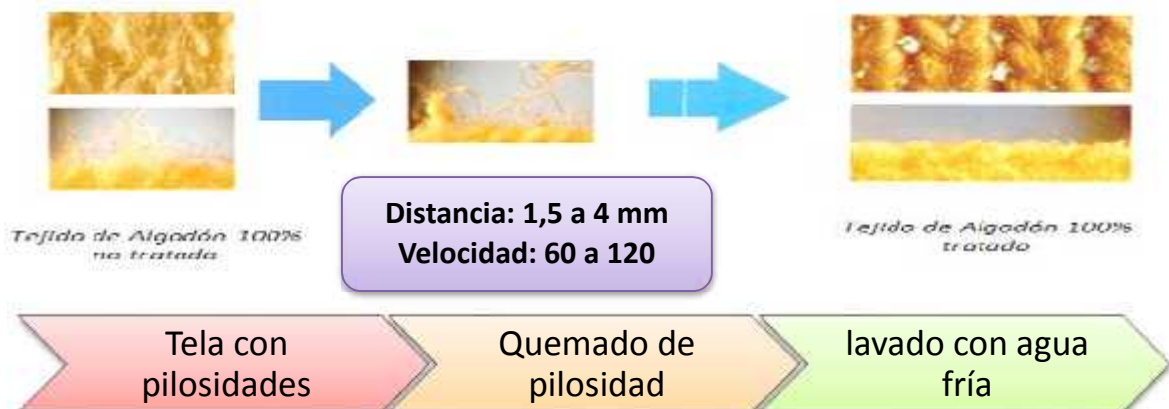 Distancia: 1,5 a 4 mm
Velocidad: 60 a 120
Tejido de Algodón 100%
no tratada
Tejido de Algodón 100%
tratado
Tela con
pilosidades
Quemado de
pilosidad
lavado con agua
fría